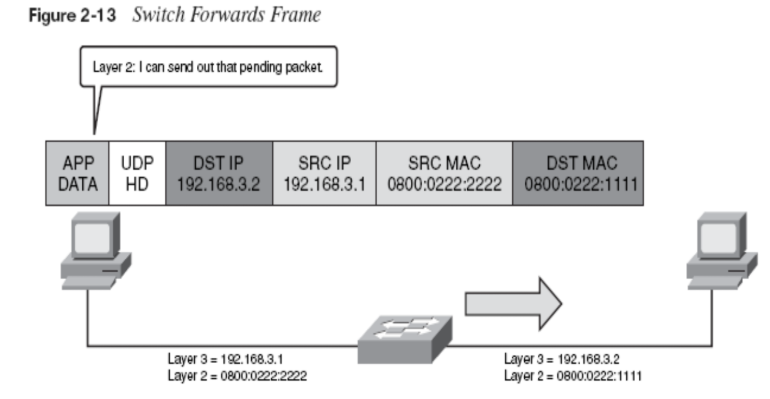 Figure 2-13 Switch Forwards Frame
Layer 2: I can send out that pending packet.
APP DATA
UDP HD
DST IP 192.168.3.2
SRC IP 192.168.3.1
SRC MAC 0800:0222:2222
DST MAC 0800:0222:1111
Layer 3 = 192.168.3.1
Layer 2 = 0800:0222:2222
Layer 3 = 192.168.3.2
Layer 2 = 0800:0222:1111